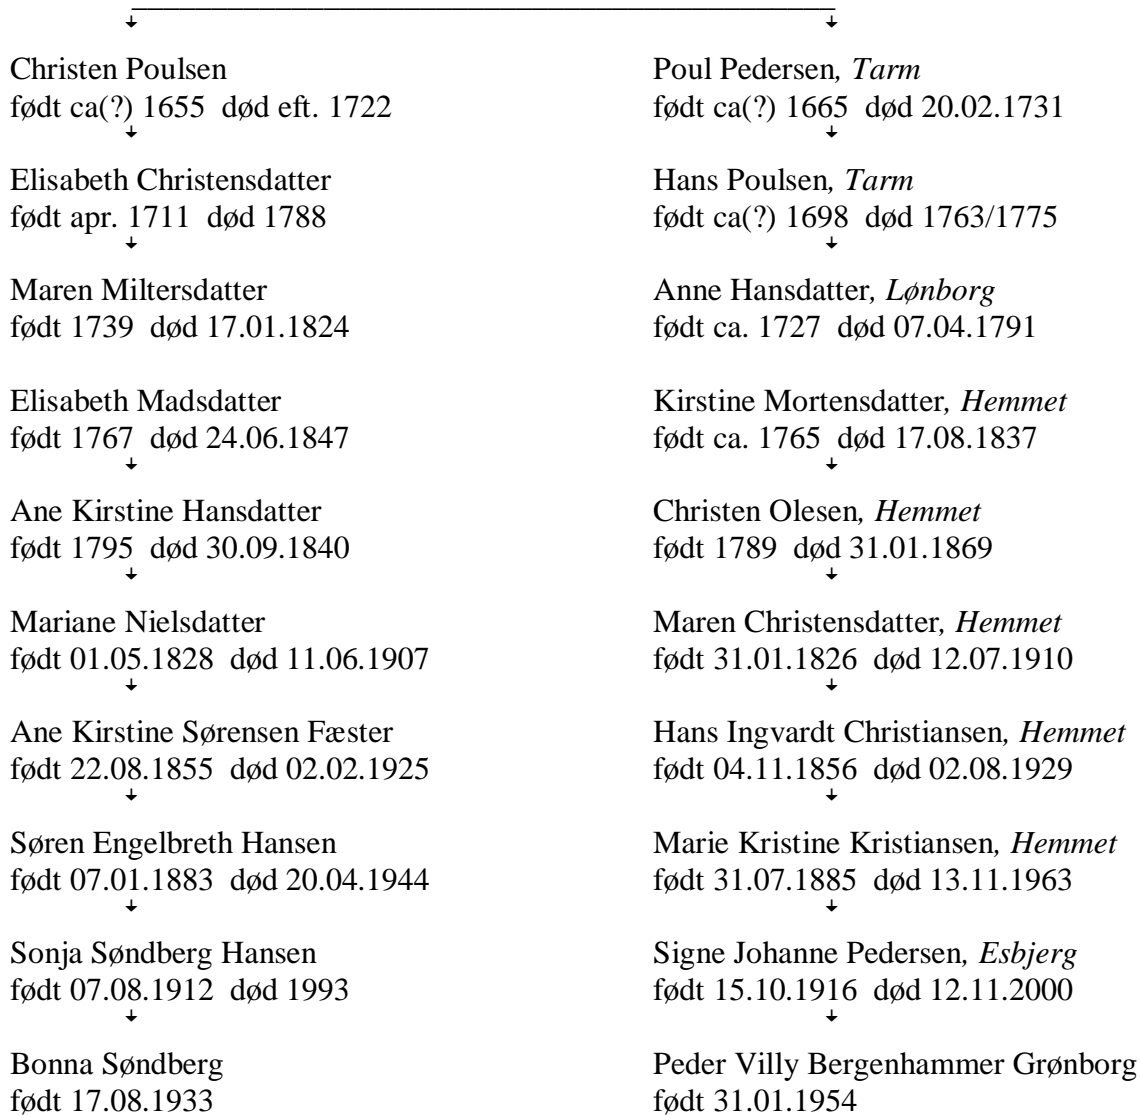 Christen Poulsen
født ca(?) 1655 død eft. 1722
Elisabeth Christensdatter
født apr. 1711 død 1788
Maren Miltersdatter
født 1739 død 17.01.1824
Elisabeth Madsdatter
født 1767 død 24.06.1847
Ane Kirstine Hansdatter
født 1795 død 30.09.1840
Mariane Nielsdatter
født 01.05.1828 død 11.06.1907
Ane Kirstine Sørensen Fæster
født 22.08.1855 død 02.02.1925
Søren Engelbreth Hansen
født 07.01.1883 død 20.04.1944
Sonja Søndberg Hansen
født 07.08.1912 død 1993
Bonna Søndberg
født 17.08.1933
Poul Pedersen, Tarm
født ca(?) 1665 død 20.02.1731
Hans Poulsen, Tarm
født ca(?) 1698 død 1763/1775
Anne Hansdatter, Lønborg
født ca. 1727 død 07.04.1791
Kirstine Mortensdatter, Hemmet
født ca. 1765 død 17.08.1837
Christen Olesen, Hemmet
født 1789 død 31.01.1869
Maren Christensdatter, Hemmet
født 31.01.1826 død 12.07.1910
Hans Ingvardt Christiansen, Hemmet
født 04.11.1856 død 02.08.1929
Marie Kristine Kristiansen, Hemmet
født 31.07.1885 død 13.11.1963
Signe Johanne Pedersen, Esbjerg
født 15.10.1916 død 12.11.2000
Peder Villy Bergenhammer Grønborg
født 31.01.1954